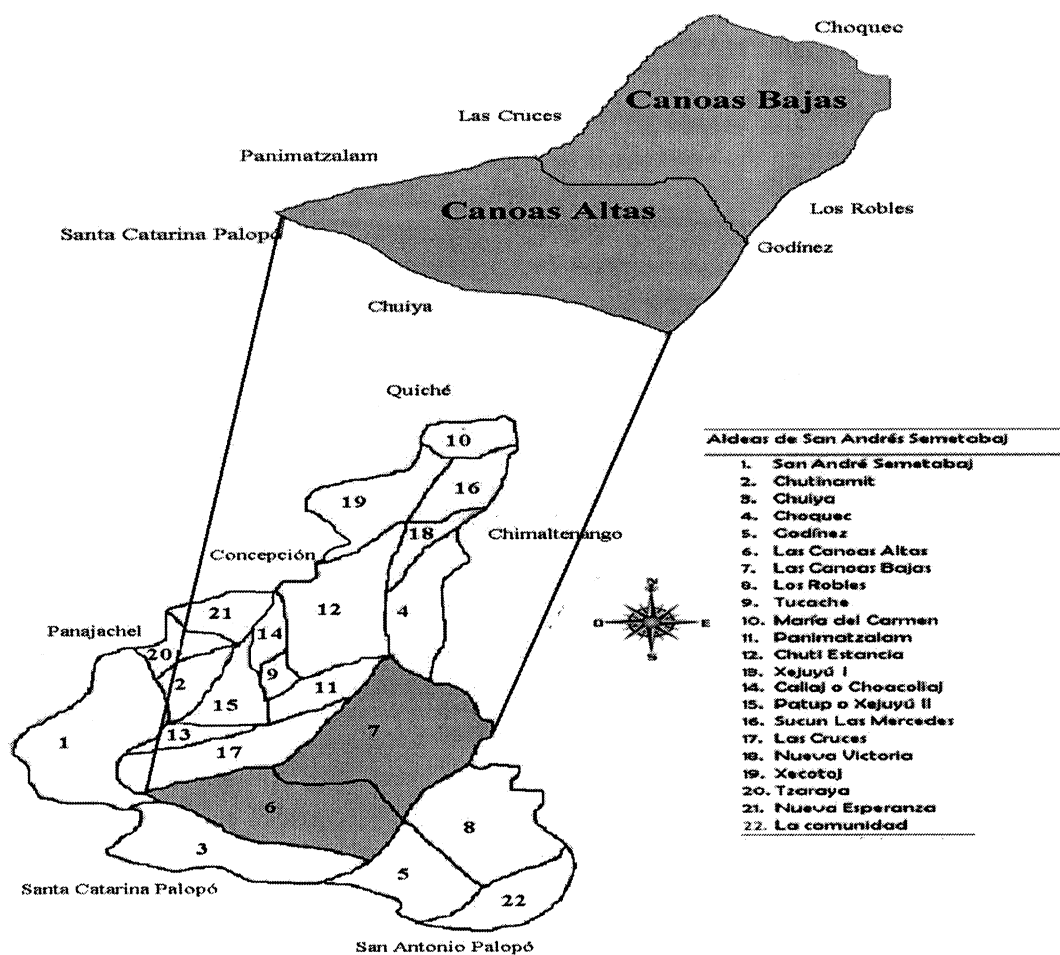 Choquec
Canoas Bajas
Las Cruces
Panimatzalam
Canoas Altas
Los Robles
Santa Catarina Palopó
Godínez
Chuiya
Quiché
10
Aldeas de San Andrés Semetabaj
1. San André Semetabaj
2. Chutinamit
3. Chuiya
4. Choquec
5. Godínez
6. Las Canoas Altas
7. Las Canoas Bajas
8. Los Robles
9. Tucache
10. María del Carmen
11. Panimatzalam
12. Chuti Estancia
13. Xejuyú I
14. Callaj o Choacollaj
15. Patup o Xejuyú II
16. Sucun Las Mercedes
17. Las Cruces
18. Nueva Victoria
19. Xecotoj
20. Tzaraya
21. Nueva Esperanza
22. La comunidad
16
19
18
Chimaltenango
Concepción
N
O E
S
21
12
4
14
Panajachel
20
2
9
11
15
13
1
17
7
6
8
3
5
Santa Catarina Palopó
22
San Antonio Palopó